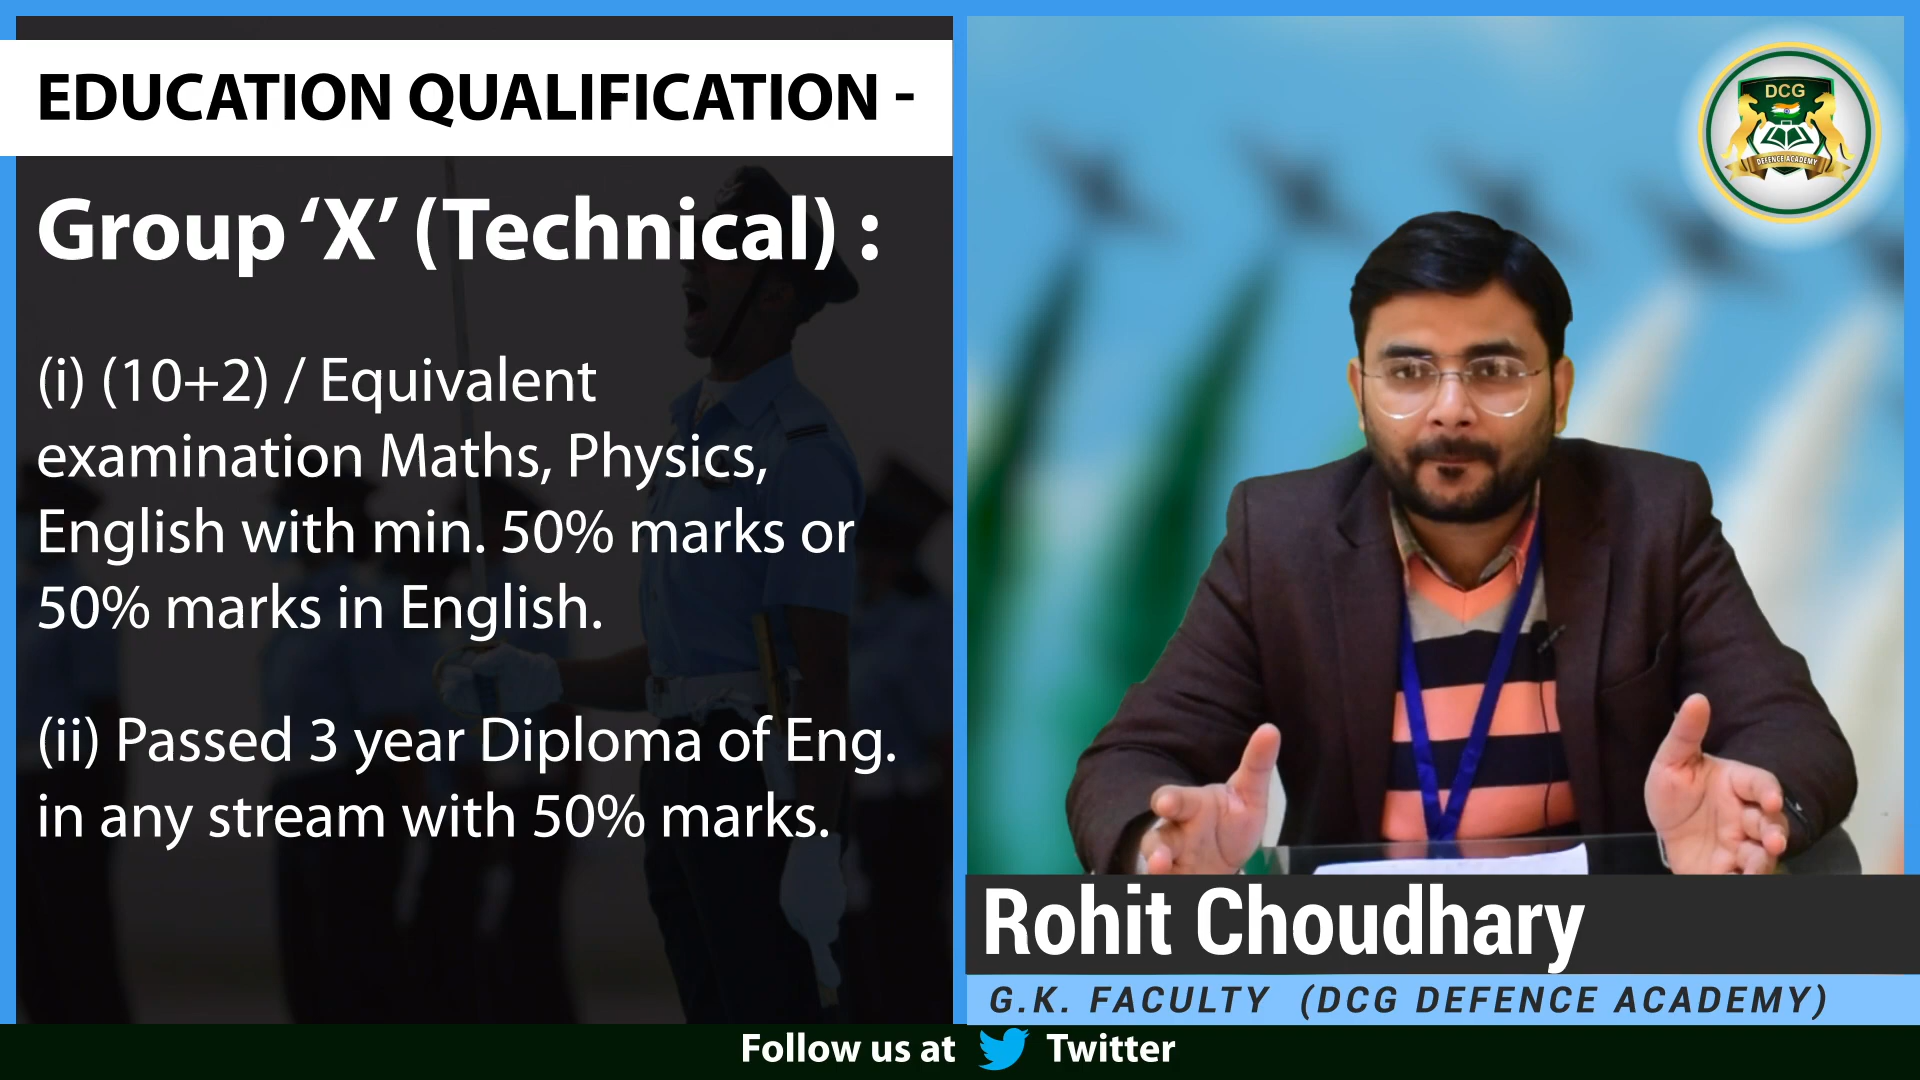 EDUCATION QUALIFICATION -
Group ‘X’ (Technical) :
(i) (10+2) / Equivalent
examination Maths, Physics,
English with min. 50% marks or
50% marks in English.
(ii) Passed 3 year Diploma of Eng.
in any stream with 50% marks.
DCG
DEFENCE ACADEMY
Rohit Choudhary
G.K. FACULTY (DCG DEFENCE ACADEMY)
Follow us at Twitter